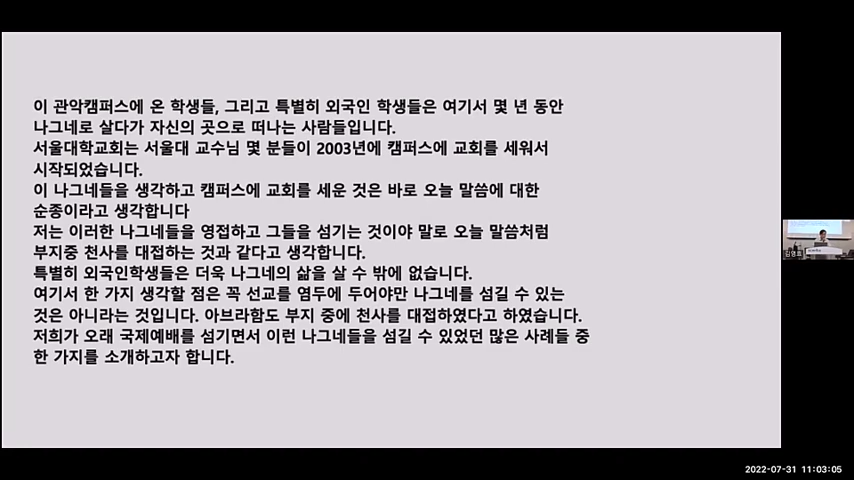 이 관악캠퍼스에 온 학생들, 그리고 특별히 외국인 학생들은 여기서 몇 년 동안
나그네로 살다가 자신의 곳으로 떠나는 사람들입니다.
서울대학교회는 서울대 교수님 몇 분들이 2003년에 캠퍼스에 교회를 세워서
시작되었습니다.
이 나그네들을 생각하고 캠퍼스에 교회를 세운 것은 바로 오늘 말씀에 대한
순종이라고 생각합니다
저는 이러한 나그네들을 영접하고 그들을 섬기는 것이야 말로 오늘 말씀처럼
부지중 천사를 대접하는 것과 같다고 생각합니다.
특별히 외국인학생들은 더욱 나그네의 삶을 살 수 밖에 없습니다.
여기서 한 가지 생각할 점은 꼭 선교를 염두에 두어야만 나그네를 섬길 수 있는
것은 아니라는 것입니다. 아브라함도 부지 중에 천사를 대접하였다고 하였습니다.
저희가 오래 국제예배를 섬기면서 이런 나그네들을 섬길 수 있었던 많은 사례들 중
한 가지를 소개하고자 합니다.
2022-07-31 11:03:05